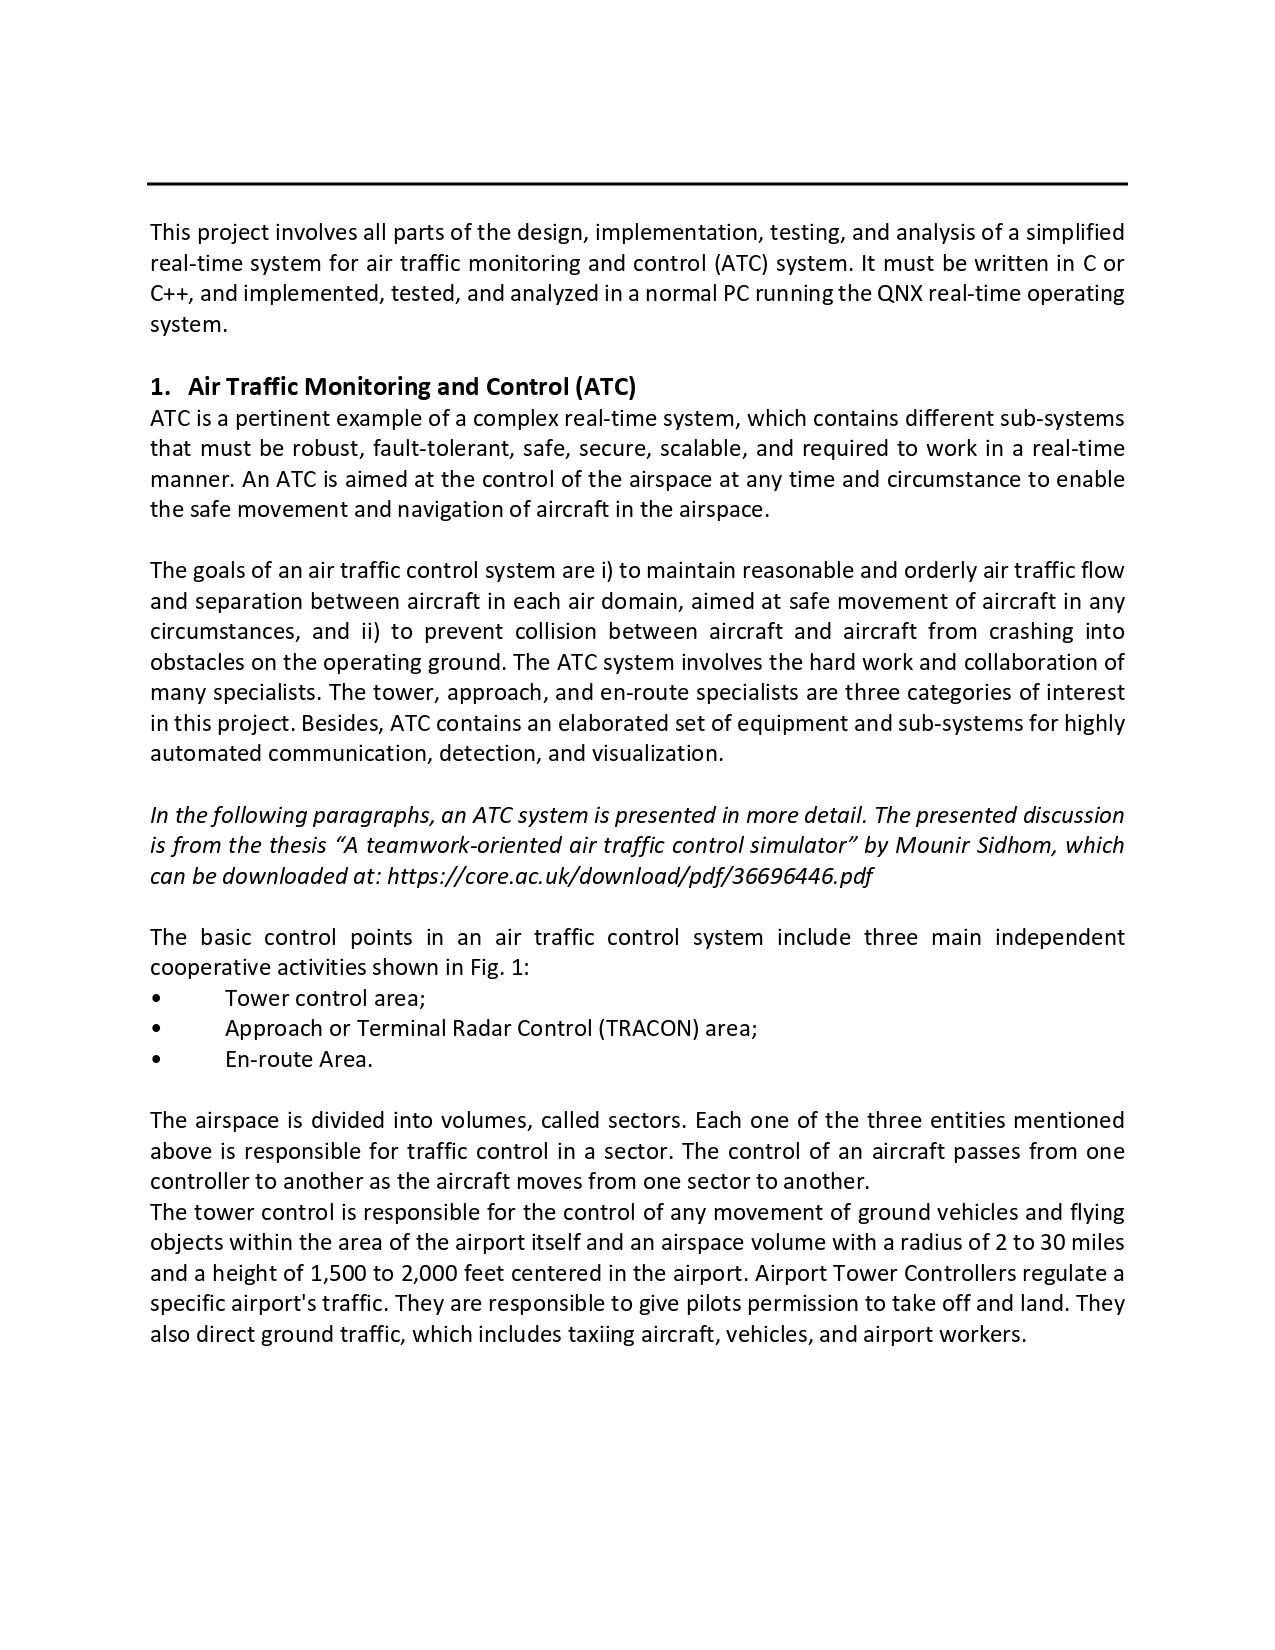 This project involves all parts of the design, implementation, testing, and analysis of a simplified
real-time system for air traffic monitoring and control (ATC) system. It must be written in C or
C++, and implemented, tested, and analyzed in a normal PC running the QNX real-time operating
system.
1. Air Traffic Monitoring and Control (ATC)
ATC is a pertinent example of a complex real-time system, which contains different sub-systems
that must be robust, fault-tolerant, safe, secure, scalable, and required to work in a real-time
manner. An ATC is aimed at the control of the airspace at any time and circumstance to enable
the safe movement and navigation of aircraft in the airspace.
The goals of an air traffic control system are i) to maintain reasonable and orderly air traffic flow
and separation between aircraft in each air domain, aimed at safe movement of aircraft in any
circumstances, and ii) to prevent collision between aircraft and aircraft from crashing into
obstacles on the operating ground. The ATC system involves the hard work and collaboration of
many specialists. The tower, approach, and en-route specialists are three categories of interest
in this project. Besides, ATC contains an elaborated set of equipment and sub-systems for highly
automated communication, detection, and visualization.
In the following paragraphs, an ATC system is presented in more detail. The presented discussion
is from the thesis “A teamwork-oriented air traffic control simulator” by Mounir Sidhom, which
can be downloaded at: https://core.ac.uk/download/pdf/36696446.pdf
The basic control points in an air traffic control system include three main independent
cooperative activities shown in Fig. 1:
• Tower control area;
• Approach or Terminal Radar Control (TRACON) area;
• En-route Area.
The airspace is divided into volumes, called sectors. Each one of the three entities mentioned
above is responsible for traffic control in a sector. The control of an aircraft passes from one
controller to another as the aircraft moves from one sector to another.
The tower control is responsible for the control of any movement of ground vehicles and flying
objects within the area of the airport itself and an airspace volume with a radius of 2 to 30 miles
and a height of 1,500 to 2,000 feet centered in the airport. Airport Tower Controllers regulate a
specific airport's traffic. They are responsible to give pilots permission to take off and land. They
also direct ground traffic, which includes taxiing aircraft, vehicles, and airport workers.